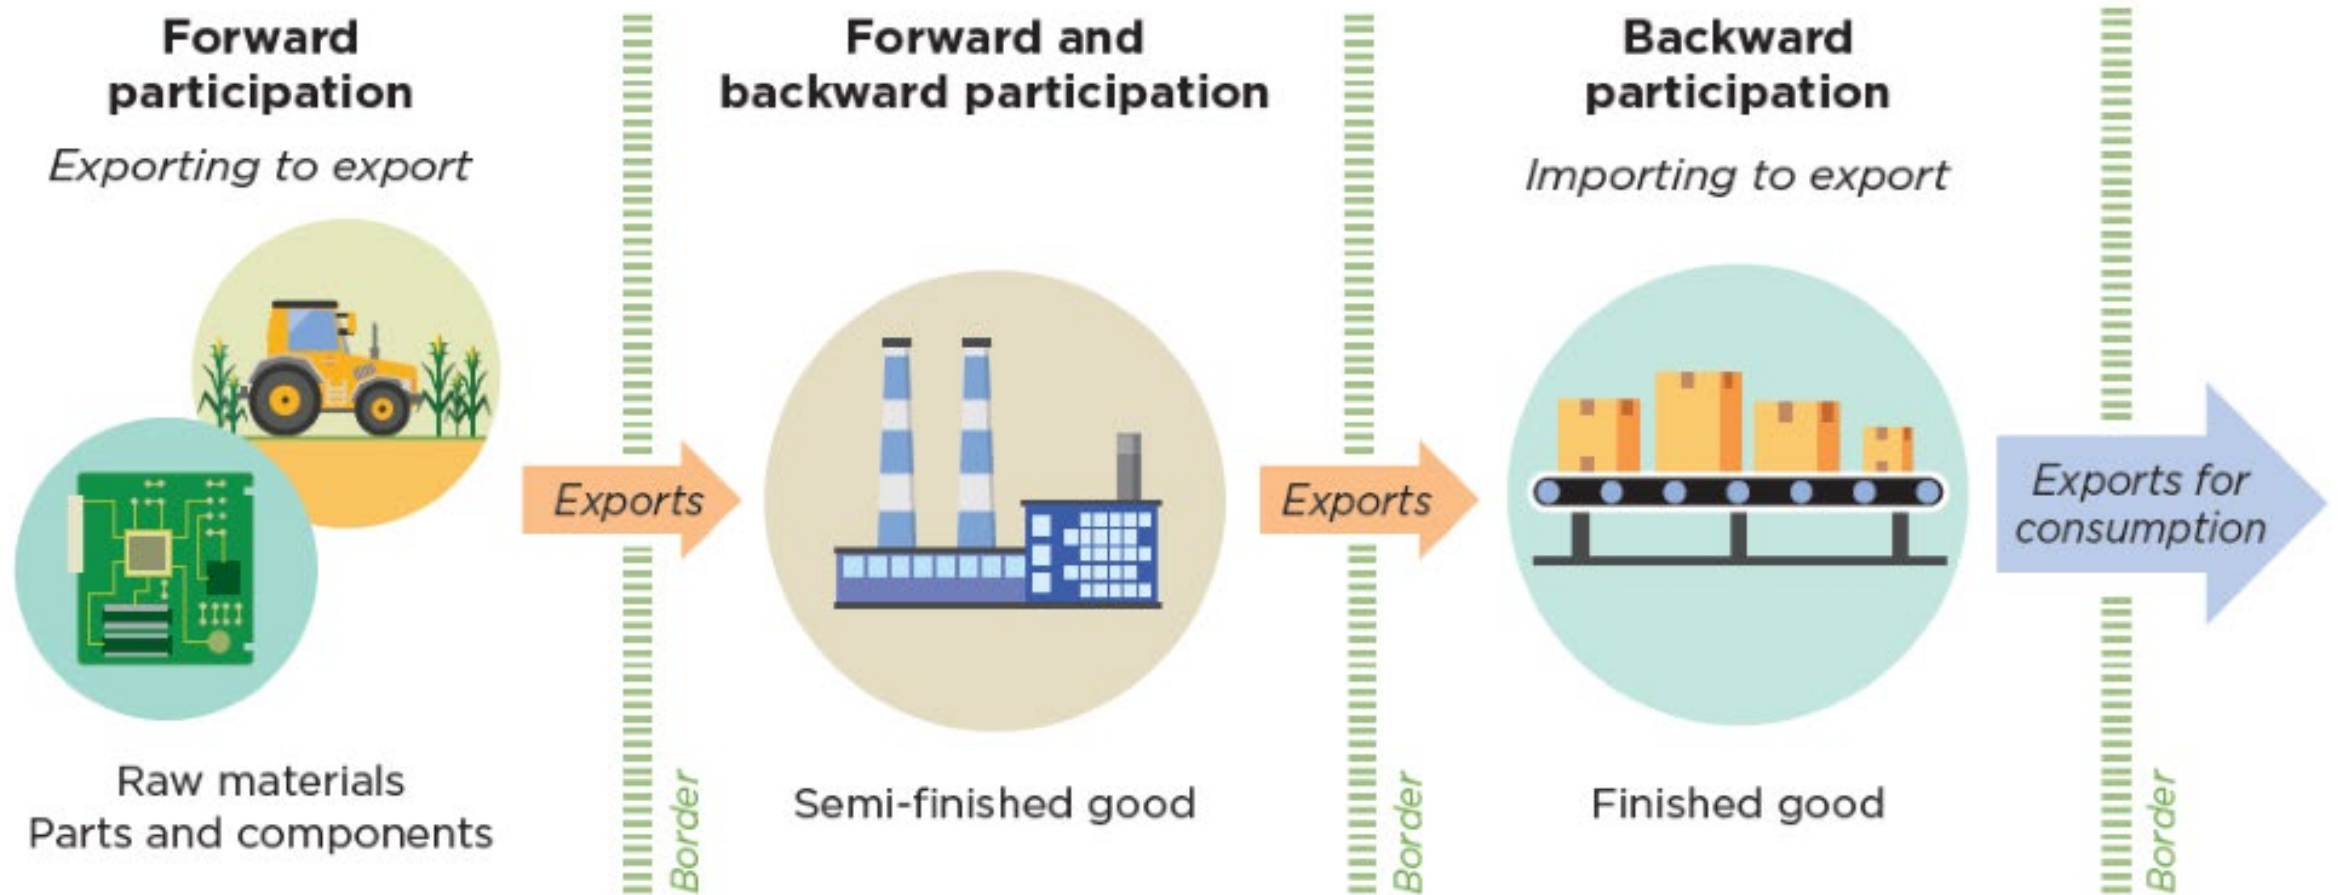 Forward
participation
Exporting to export
Raw materials
Parts and components
Exports
Border
Forward and
backward participation
Semi-finished good
Exports
Border
Backward
participation
Importing to export
Finished good
Exports for
consumption
Border